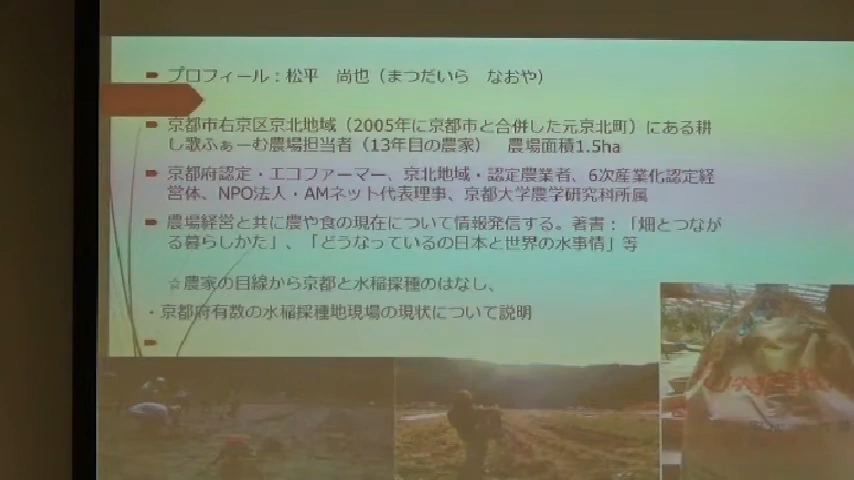 プロフィール：松平　尚也（まつだいら　なおや）
京都市右京区京北地域（2005年に京都市と合併した元京北町）にある耕
し歌ふぁーむ農場担当者（13年目の農家）　農場面積1.5ha
京都府認定・エコファーマー、京北地域・認定農業者、6次産業化認定経
営体、NPO法人・AMネット代表理事、京都大学農学研究科所属
農場経営と共に農や食の現在について情報発信する。著書：「畑とつなが
る暮らしかた」、「どうなっているの日本と世界の水事情」等
☆農家の目線から京都と水稲採種のはなし、
・京都府有数の水稲採種地現場の現状について説明